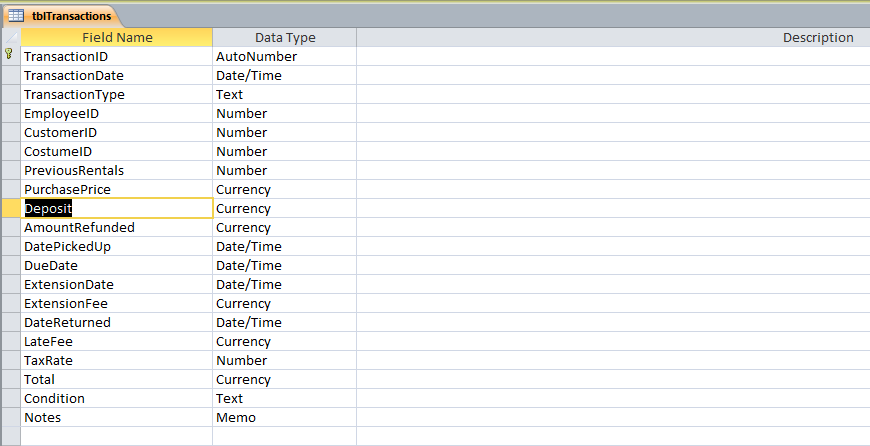 tblTransactions
Field Name Data Type Description
TransactionID AutoNumber
TransactionDate Date/Time
TransactionType Text
EmployeeID Number
CustomerID Number
CostumeID Number
PreviousRentals Number
PurchasePrice Currency
Deposit Currency
AmountRefunded Currency
DatePickedUp Date/Time
DueDate Date/Time
ExtensionDate Date/Time
ExtensionFee Currency
DateReturned Date/Time
LateFee Currency
TaxRate Number
Total Currency
Condition Text
Notes Memo